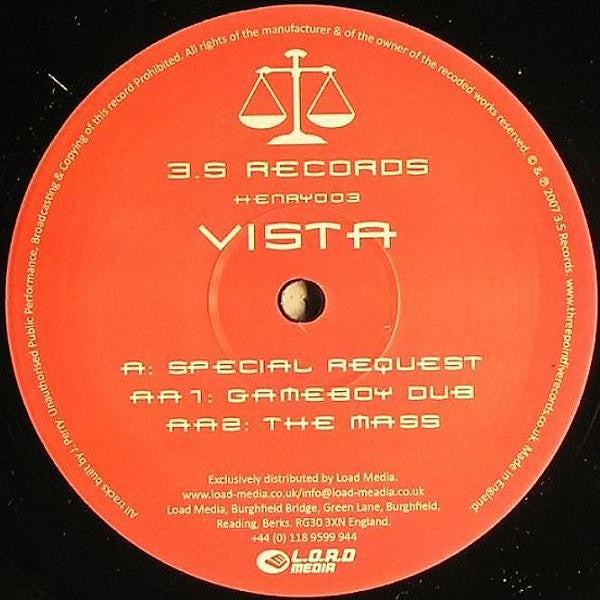 All tracks built by J. Perry. Unauthorised Public Performance, Broadcasting & Copying of this record Prohibited. All rights of the manufacturer & of the owner of the recoded works reserved. © & ℗ 2007 3.5 Records. www.threepointfiverecords.co.uk. Made in England.
3.5 RECORDS
HENRY003
VISTA
A: SPECIAL REQUEST
AA1: GAMEBOY DUB
AA2: THE MASS
Exclusively distributed by Load Media.
www.load-media.co.uk/info@load-meadia.co.uk
Load Media, Burghfield Bridge, Green Lane, Burghfield,
Reading, Berks. RG30 3XN England.
+44 (0) 118 9599 944
L.O.A.D
MEDIA